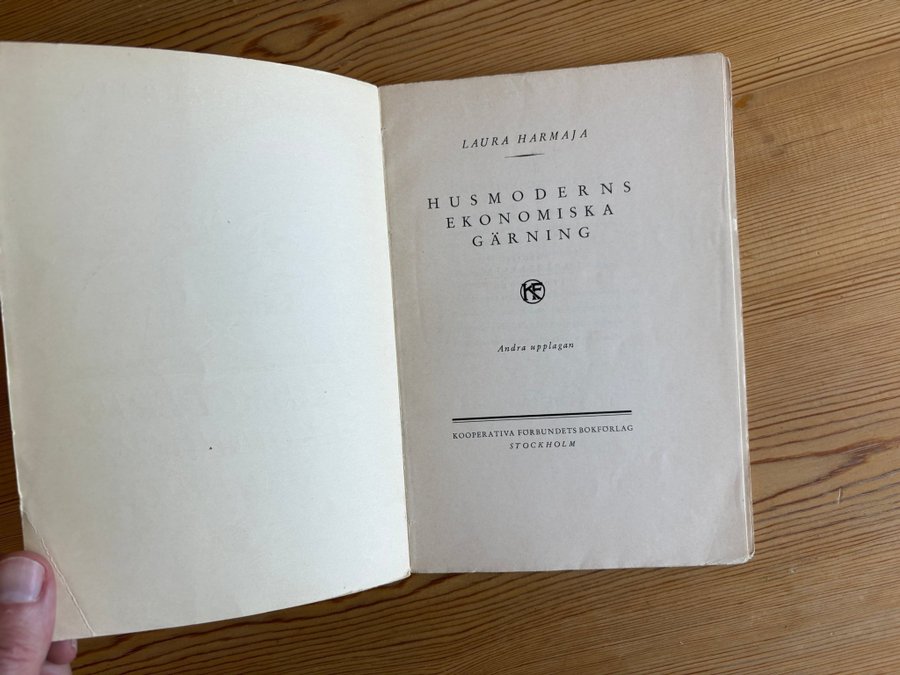 LAURA HARMAJA
HUSMODERNS
EKONOMISKA
GÄRNING
KF
Andra upplagan
KOOPERATIVA FÖRBUNDETS BOKFÖRLAG
STOCKHOLM